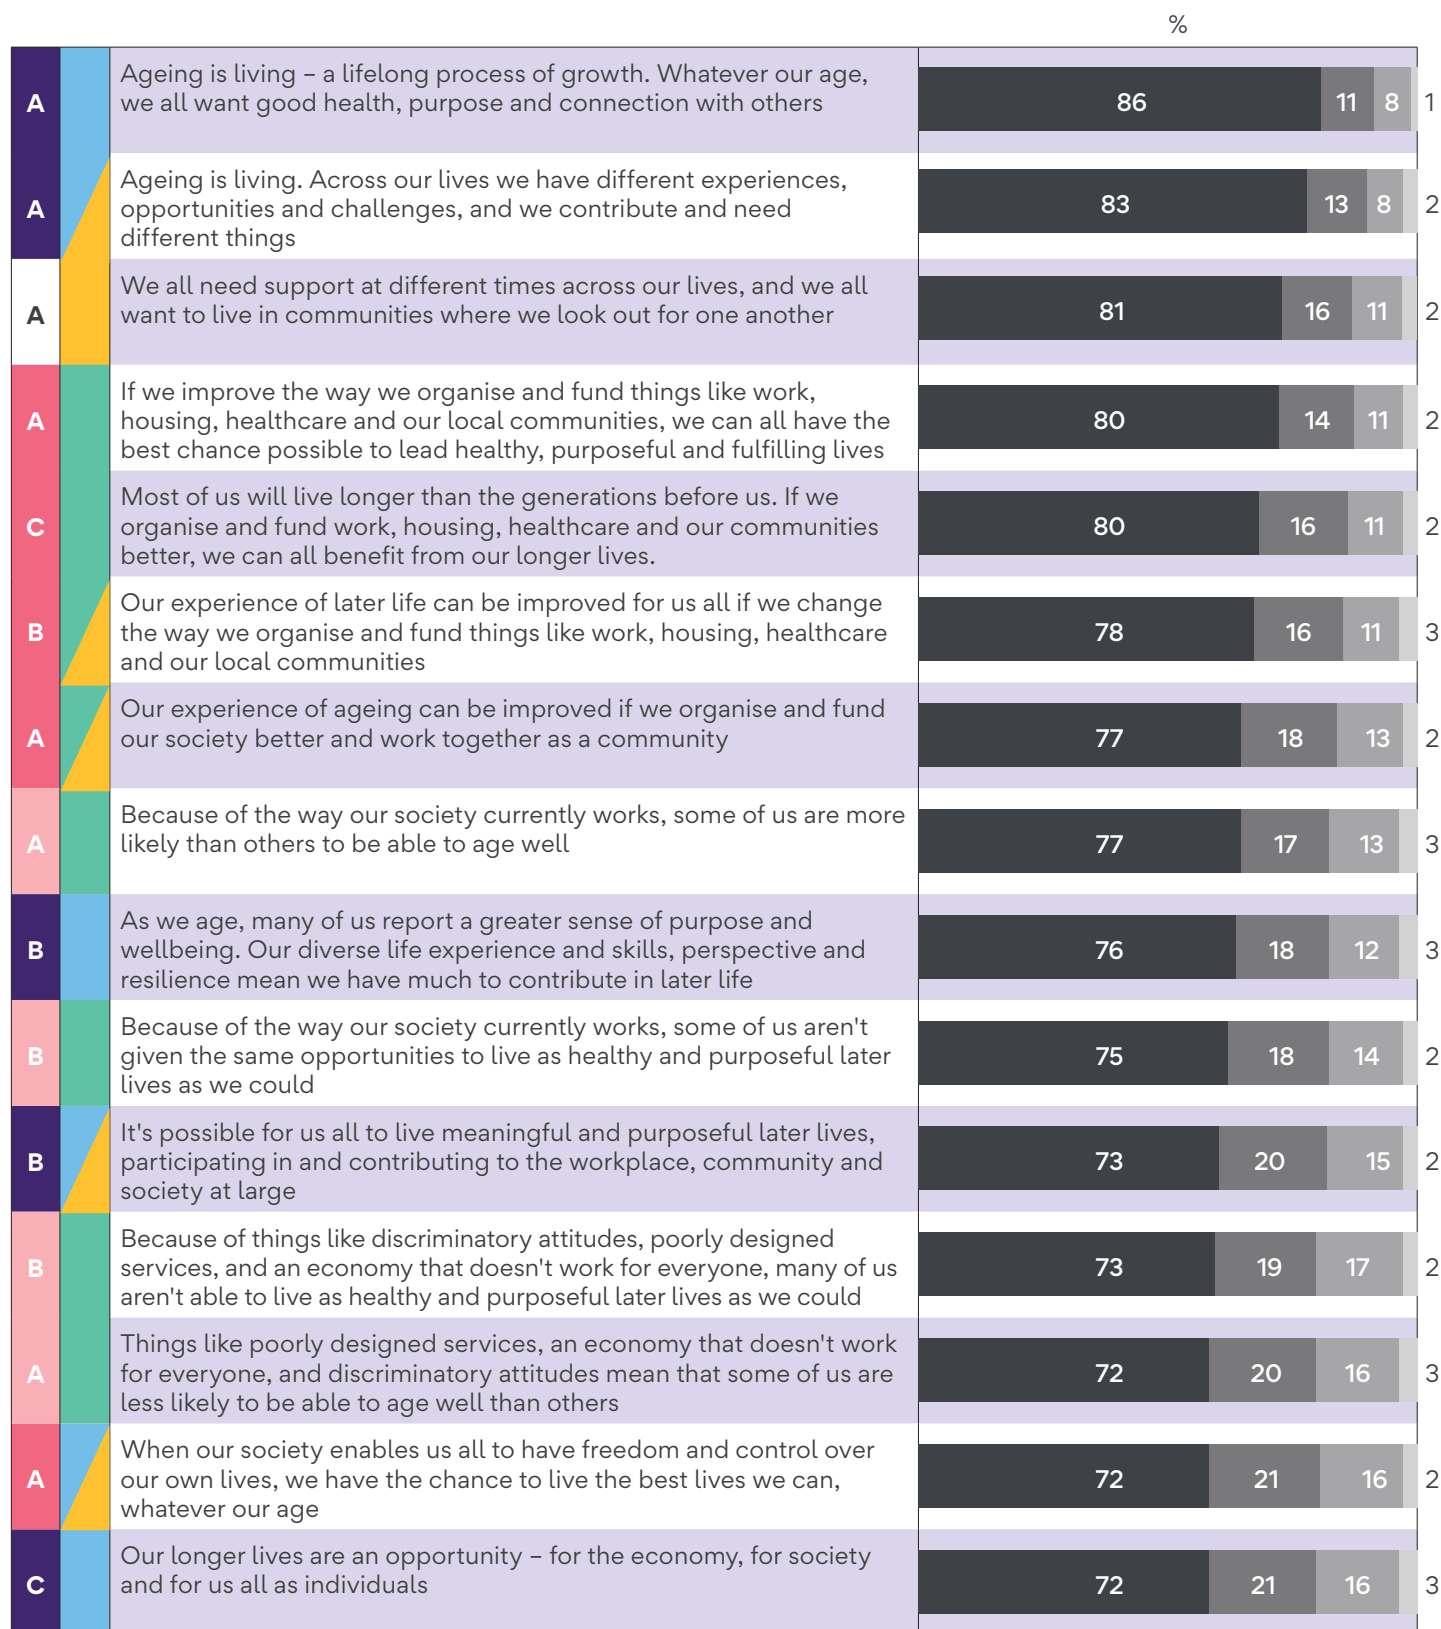 %
A
Ageing is living – a lifelong process of growth. Whatever our age,
we all want good health, purpose and connection with others
86 11 8 1
A
Ageing is living. Across our lives we have different experiences,
opportunities and challenges, and we contribute and need
different things
83 13 8 2
A
We all need support at different times across our lives, and we all
want to live in communities where we look out for one another
81 16 11 2
A
If we improve the way we organise and fund things like work,
housing, healthcare and our local communities, we can all have the
best chance possible to lead healthy, purposeful and fulfilling lives
80 14 11 2
C
Most of us will live longer than the generations before us. If we
organise and fund work, housing, healthcare and our communities
better, we can all benefit from our longer lives.
80 16 11 2
B
Our experience of later life can be improved for us all if we change
the way we organise and fund things like work, housing, healthcare
and our local communities
78 16 11 3
A
Our experience of ageing can be improved if we organise and fund
our society better and work together as a community
77 18 13 2
A
Because of the way our society currently works, some of us are more
likely than others to be able to age well
77 17 13 3
B
As we age, many of us report a greater sense of purpose and
wellbeing. Our diverse life experience and skills, perspective and
resilience mean we have much to contribute in later life
76 18 12 3
B
Because of the way our society currently works, some of us aren't
given the same opportunities to live as healthy and purposeful later
lives as we could
75 18 14 2
B
It's possible for us all to live meaningful and purposeful later lives,
participating in and contributing to the workplace, community and
society at large
73 20 15 2
B
Because of things like discriminatory attitudes, poorly designed
services, and an economy that doesn't work for everyone, many of us
aren't able to live as healthy and purposeful later lives as we could
73 19 17 2
A
Things like poorly designed services, an economy that doesn't work
for everyone, and discriminatory attitudes mean that some of us are
less likely to be able to age well than others
72 20 16 3
A
When our society enables us all to have freedom and control over
our own lives, we have the chance to live the best lives we can,
whatever our age
72 21 16 2
C
Our longer lives are an opportunity – for the economy, for society
and for us all as individuals
72 21 16 3